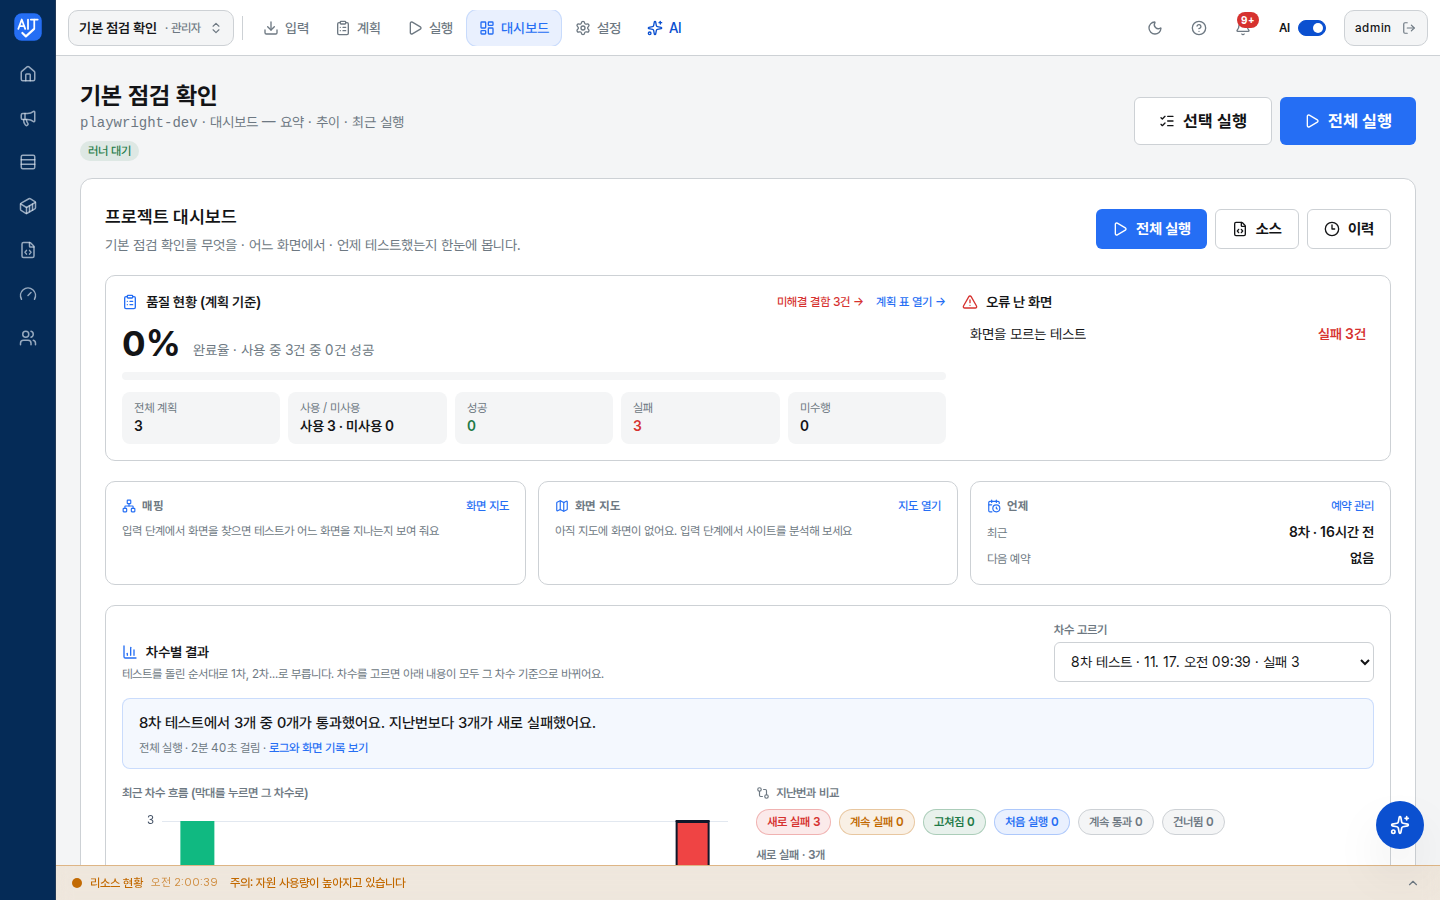 AIT
기본 점검 확인 · 관리자
입력
계획
실행
대시보드
설정
AI
9+
AI
admin
기본 점검 확인
playwright-dev · 대시보드 — 요약 · 추이 · 최근 실행
러너 대기
선택 실행
전체 실행
프로젝트 대시보드
기본 점검 확인를 무엇을 · 어느 화면에서 · 언제 테스트했는지 한눈에 봅니다.
전체 실행
소스
이력
품질 현황 (계획 기준)
미해결 결함 3건 →
계획 표 열기 →
0%
완료율 · 사용 중 3건 중 0건 성공
전체 계획
3
사용 / 미사용
사용 3 · 미사용 0
성공
0
실패
3
미수행
0
오류 난 화면
화면을 모르는 테스트
실패 3건
매핑
화면 지도
입력 단계에서 화면을 찾으면 테스트가 어느 화면을 지나는지 보여 줘요
화면 지도
지도 열기
아직 지도에 화면이 없어요. 입력 단계에서 사이트를 분석해 보세요
언제
예약 관리
최근
8차 · 16시간 전
다음 예약
없음
차수별 결과
테스트를 돌린 순서대로 1차, 2차…로 부릅니다. 차수를 고르면 아래 내용이 모두 그 차수 기준으로 바뀌어요.
차수 고르기
8차 테스트 · 11. 17. 오전 09:39 · 실패 3
8차 테스트에서 3개 중 0개가 통과했어요. 지난번보다 3개가 새로 실패했어요.
전체 실행 · 2분 40초 걸림 · 로그와 화면 기록 보기
최근 차수 흐름 (막대를 누르면 그 차수로)
3
지난번과 비교
새로 실패 3
계속 실패 0
고쳐짐 0
처음 실행 0
계속 통과 0
건너뜀 0
새로 실패 · 3개
리소스 현황 오전 2:00:39 주의: 자원 사용량이 높아지고 있습니다